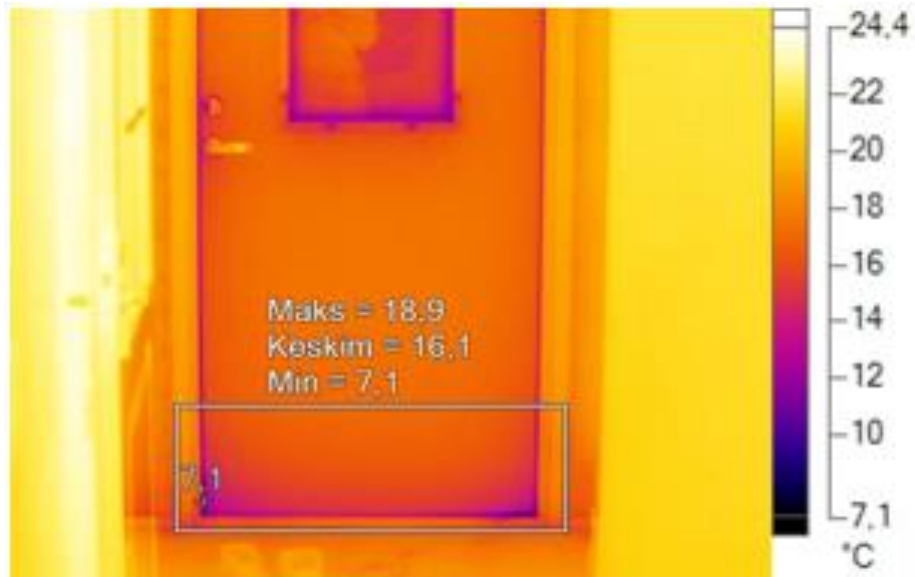 Maks = 18,9
Keskim = 16,1
Min = 7,1
7,1
24,4
22
20
18
16
14
12
10
7,1
°C